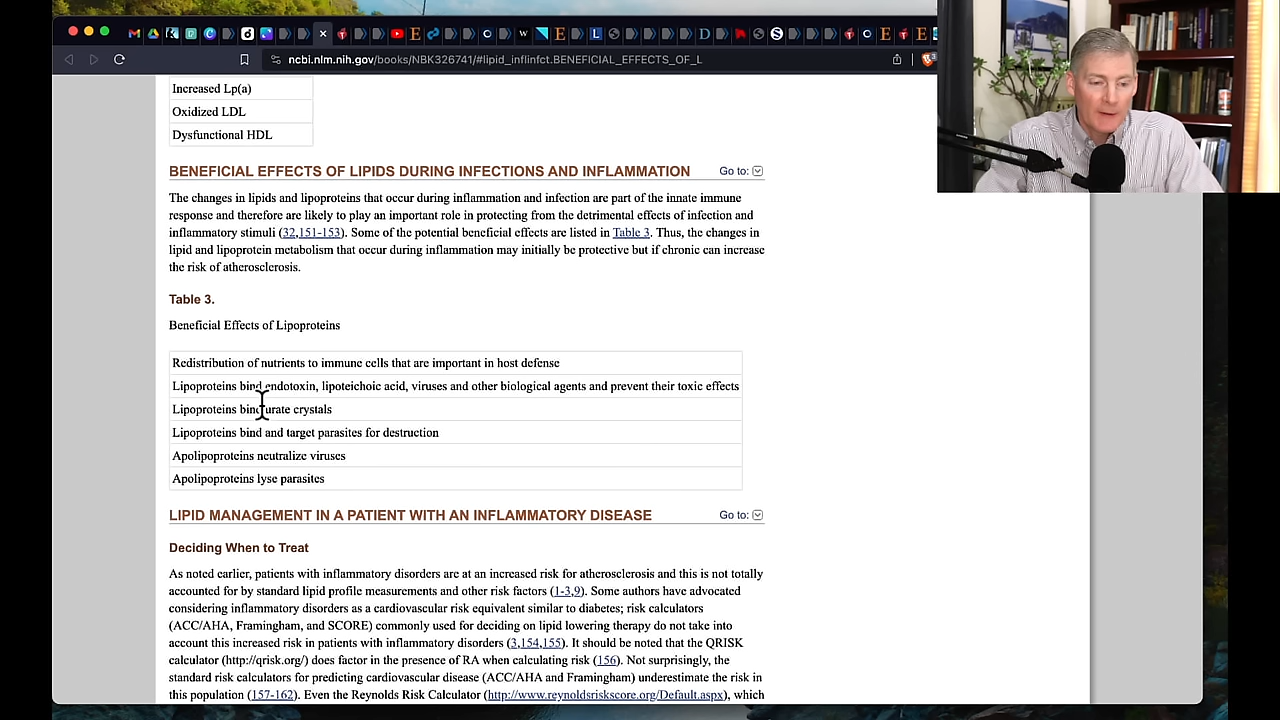 ncbi.nlm.nih.gov/books/NBK326741/#lipid_inflinfct.BENEFICIAL_EFFECTS_OF_L
Increased Lp(a)
Oxidized LDL
Dysfunctional HDL
BENEFICIAL EFFECTS OF LIPIDS DURING INFECTIONS AND INFLAMMATION Go to:
The changes in lipids and lipoproteins that occur during inflammation and infection are part of the innate immune
response and therefore are likely to play an important role in protecting from the detrimental effects of infection and
inflammatory stimuli (32,151-153). Some of the potential beneficial effects are listed in Table 3. Thus, the changes in
lipid and lipoprotein metabolism that occur during inflammation may initially be protective but if chronic can increase
the risk of atherosclerosis.
Table 3.
Beneficial Effects of Lipoproteins
Redistribution of nutrients to immune cells that are important in host defense
Lipoproteins bind endotoxin, lipoteichoic acid, viruses and other biological agents and prevent their toxic effects
Lipoproteins bind urate crystals
Lipoproteins bind and target parasites for destruction
Apolipoproteins neutralize viruses
Apolipoproteins lyse parasites
LIPID MANAGEMENT IN A PATIENT WITH AN INFLAMMATORY DISEASE Go to:
Deciding When to Treat
As noted earlier, patients with inflammatory disorders are at an increased risk for atherosclerosis and this is not totally
accounted for by standard lipid profile measurements and other risk factors (1-3,9). Some authors have advocated
considering inflammatory disorders as a cardiovascular risk equivalent similar to diabetes; risk calculators
(ACC/AHA, Framingham, and SCORE) commonly used for deciding on lipid lowering therapy do not take into
account this increased risk in patients with inflammatory disorders (3,154,155). It should be noted that the QRISK
calculator (http://qrisk.org/) does factor in the presence of RA when calculating risk (156). Not surprisingly, the
standard risk calculators for predicting cardiovascular disease (ACC/AHA and Framingham) underestimate the risk in
this population (157-162). Even the Reynolds Risk Calculator (http://www.reynoldsriskscore.org/Default.aspx), which